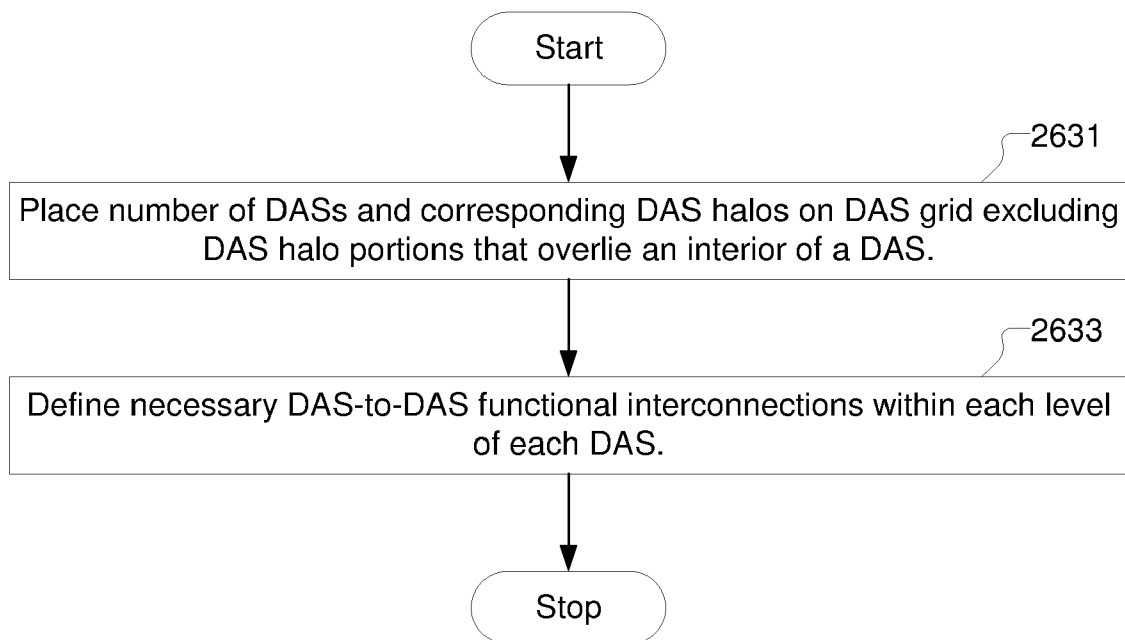 Start
2631
Place number of DASs and corresponding DAS halos on DAS grid excluding
DAS halo portions that overlie an interior of a DAS.
2633
Define necessary DAS-to-DAS functional interconnections within each level
of each DAS.
Stop